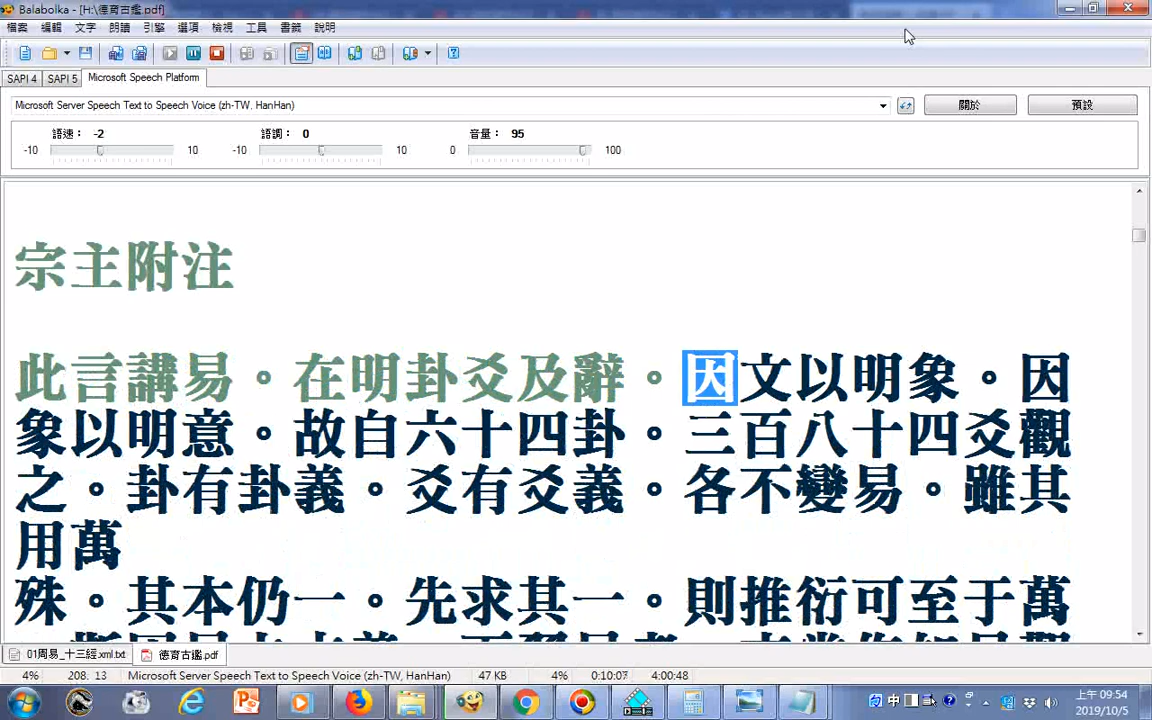 Balabolka - [H:\德育古鑑.pdf]
檔案 編輯 文字 朗讀 引擎 選項 檢視 工具 書籤 說明
SAPI 4 SAPI 5 Microsoft Speech Platform
Microsoft Server Speech Text to Speech Voice (zh-TW, HanHan) 關於 預設
語速： -2 語調： 0 音量： 95
-10 10 -10 10 0 100
宗主附注
此言講易。在明卦爻及辭。因文以明象。因
象以明意。故自六十四卦。三百八十四爻觀
之。卦有卦義。爻有爻義。各不變易。雖其
用萬
殊。其本仍一。先求其一。則推衍可至于萬
01周易_十三經.xml.txt 德育古鑑.pdf
4% 208. 13 Microsoft Server Speech Text to Speech Voice (zh-TW, HanHan) 47 KB 4% 0:10:07 4:00:48
中 上午 09:54
2019/10/5